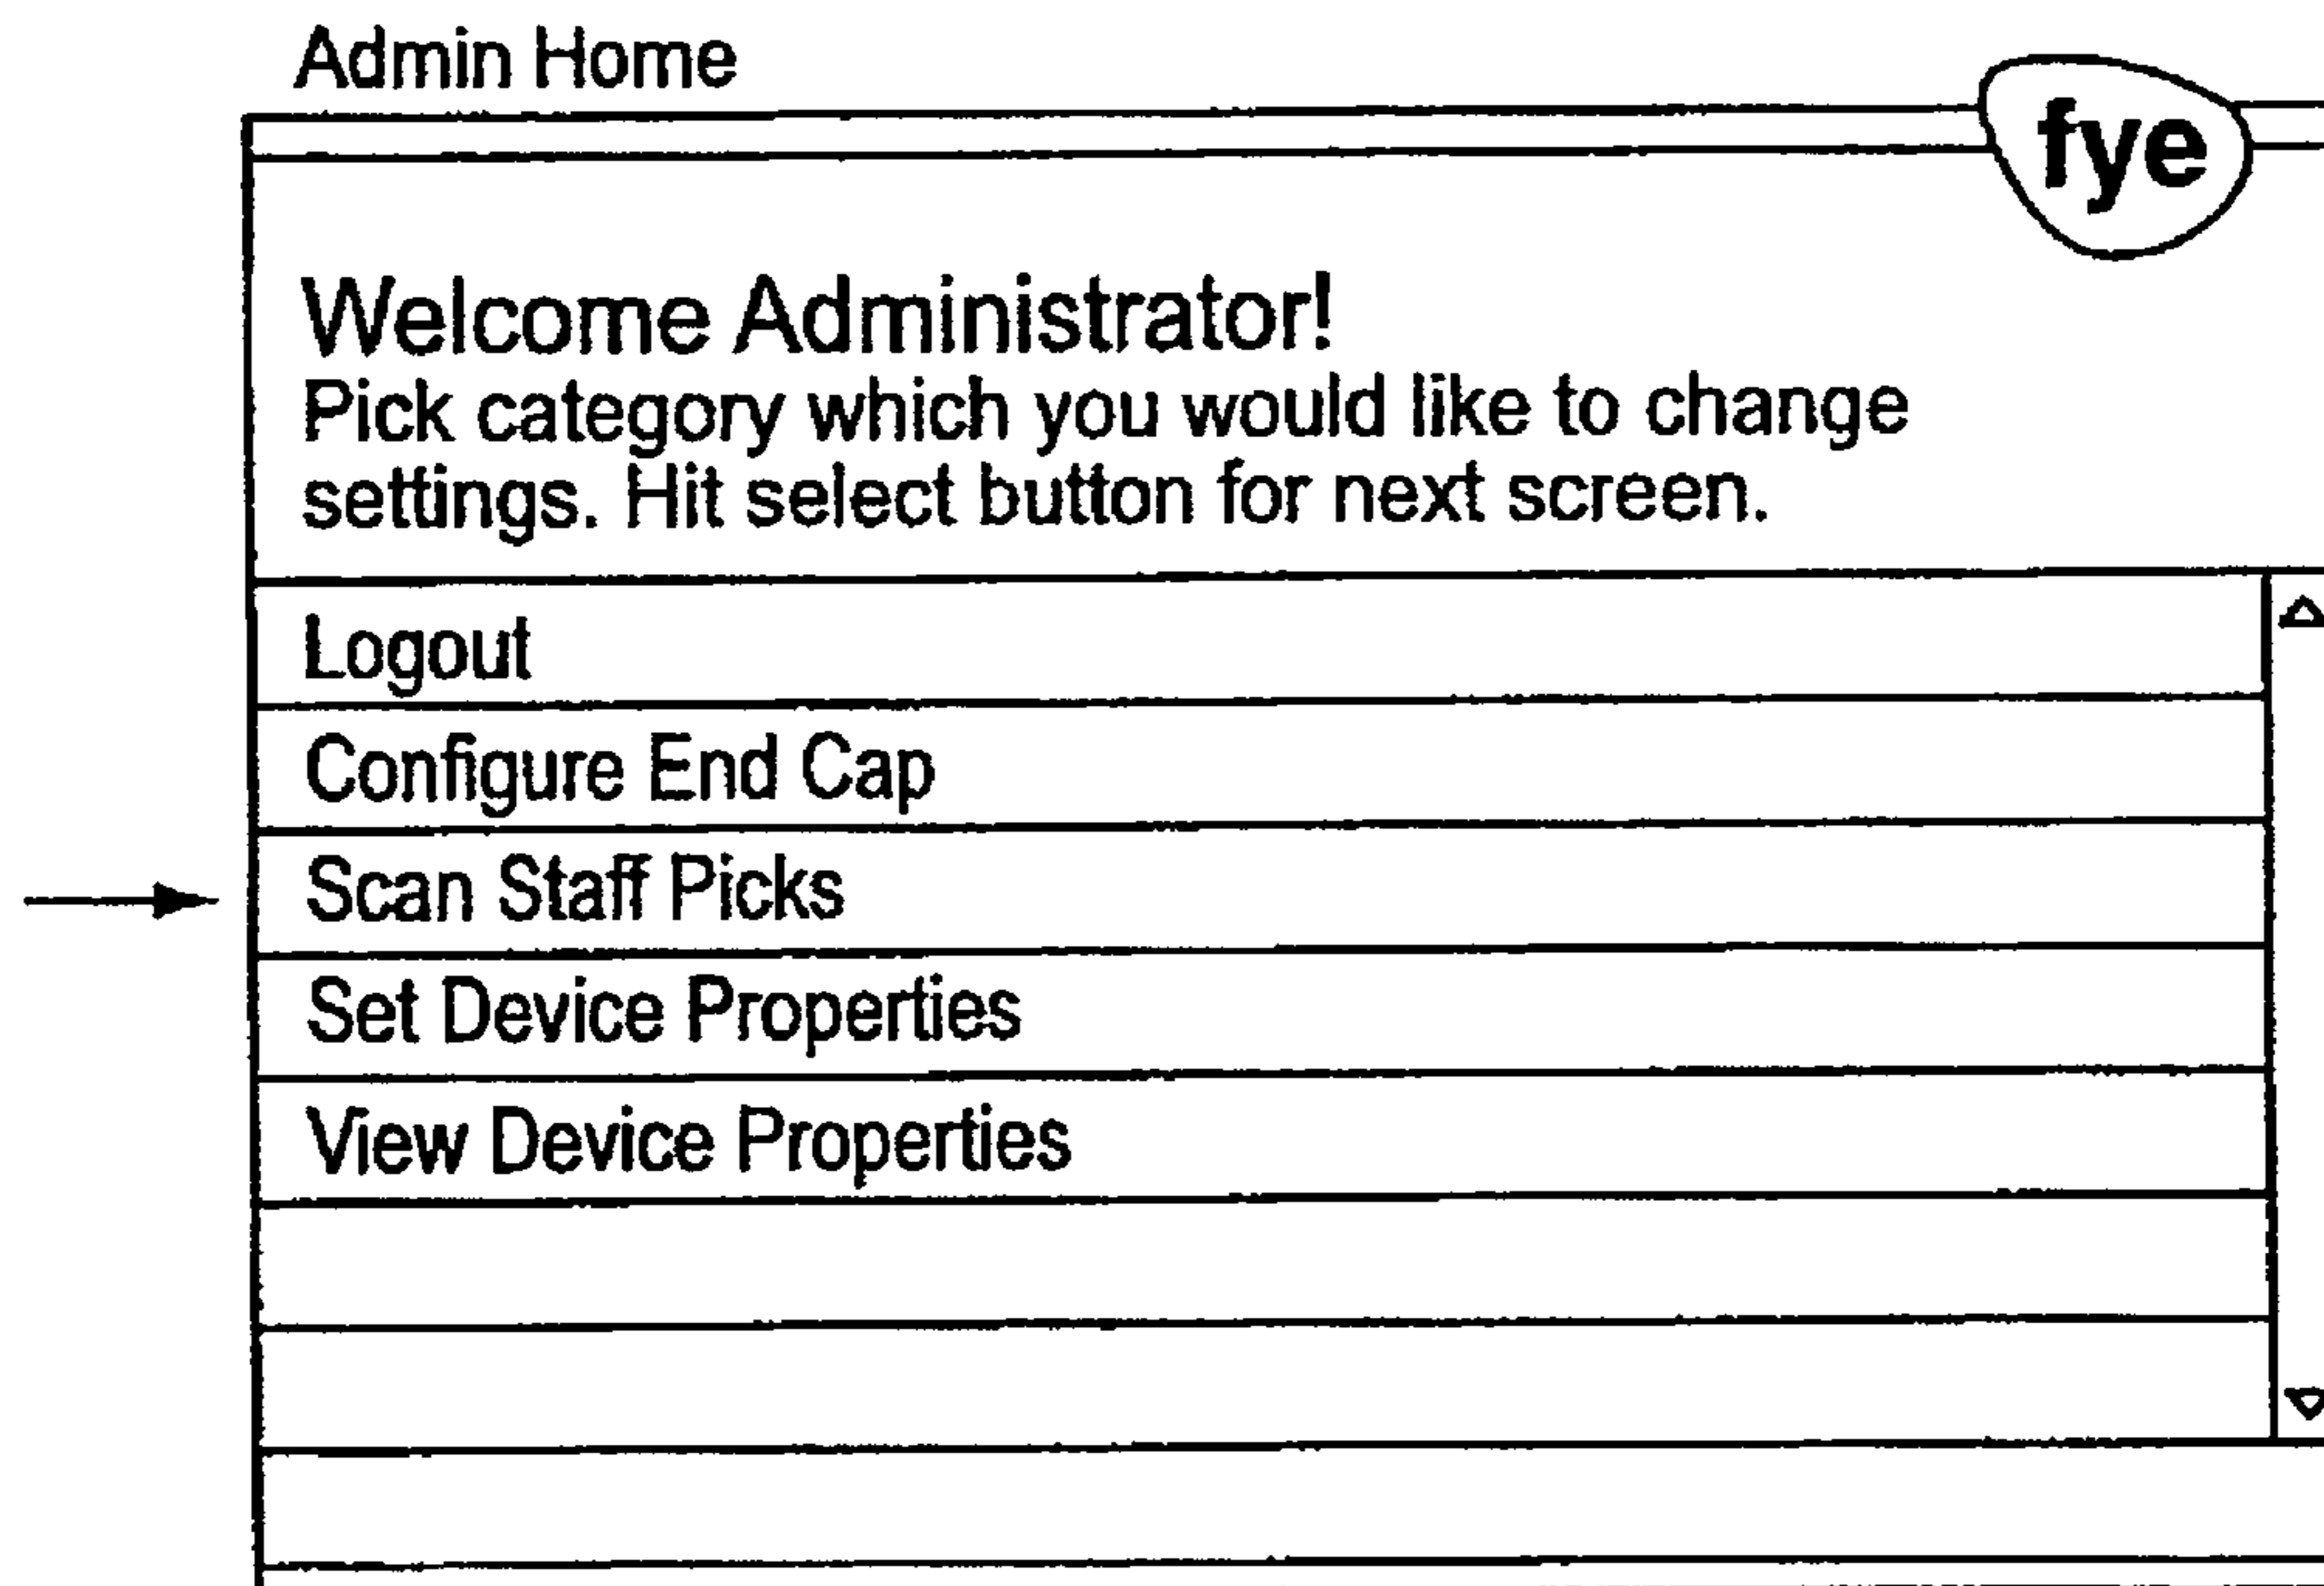 Admin Home
fye
Welcome Administrator!
Pick category which you would like to change
settings. Hit select button for next screen.
Logout
Configure End Cap
Scan Staff Picks
Set Device Properties
View Device Properties